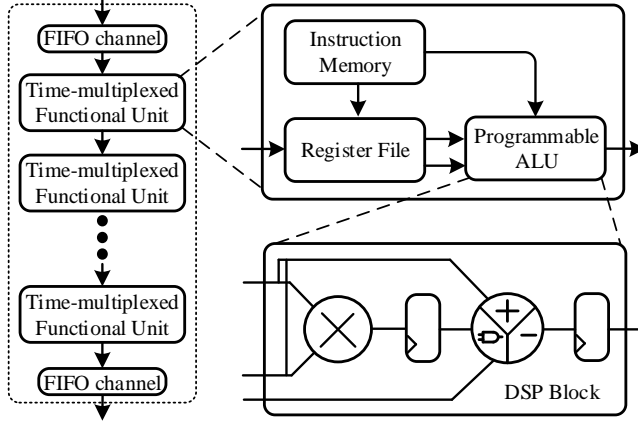 FIFO channel
Time-multiplexed
Functional Unit
Time-multiplexed
Functional Unit
Time-multiplexed
Functional Unit
FIFO channel
Instruction
Memory
Register File
Programmable
ALU
DSP Block